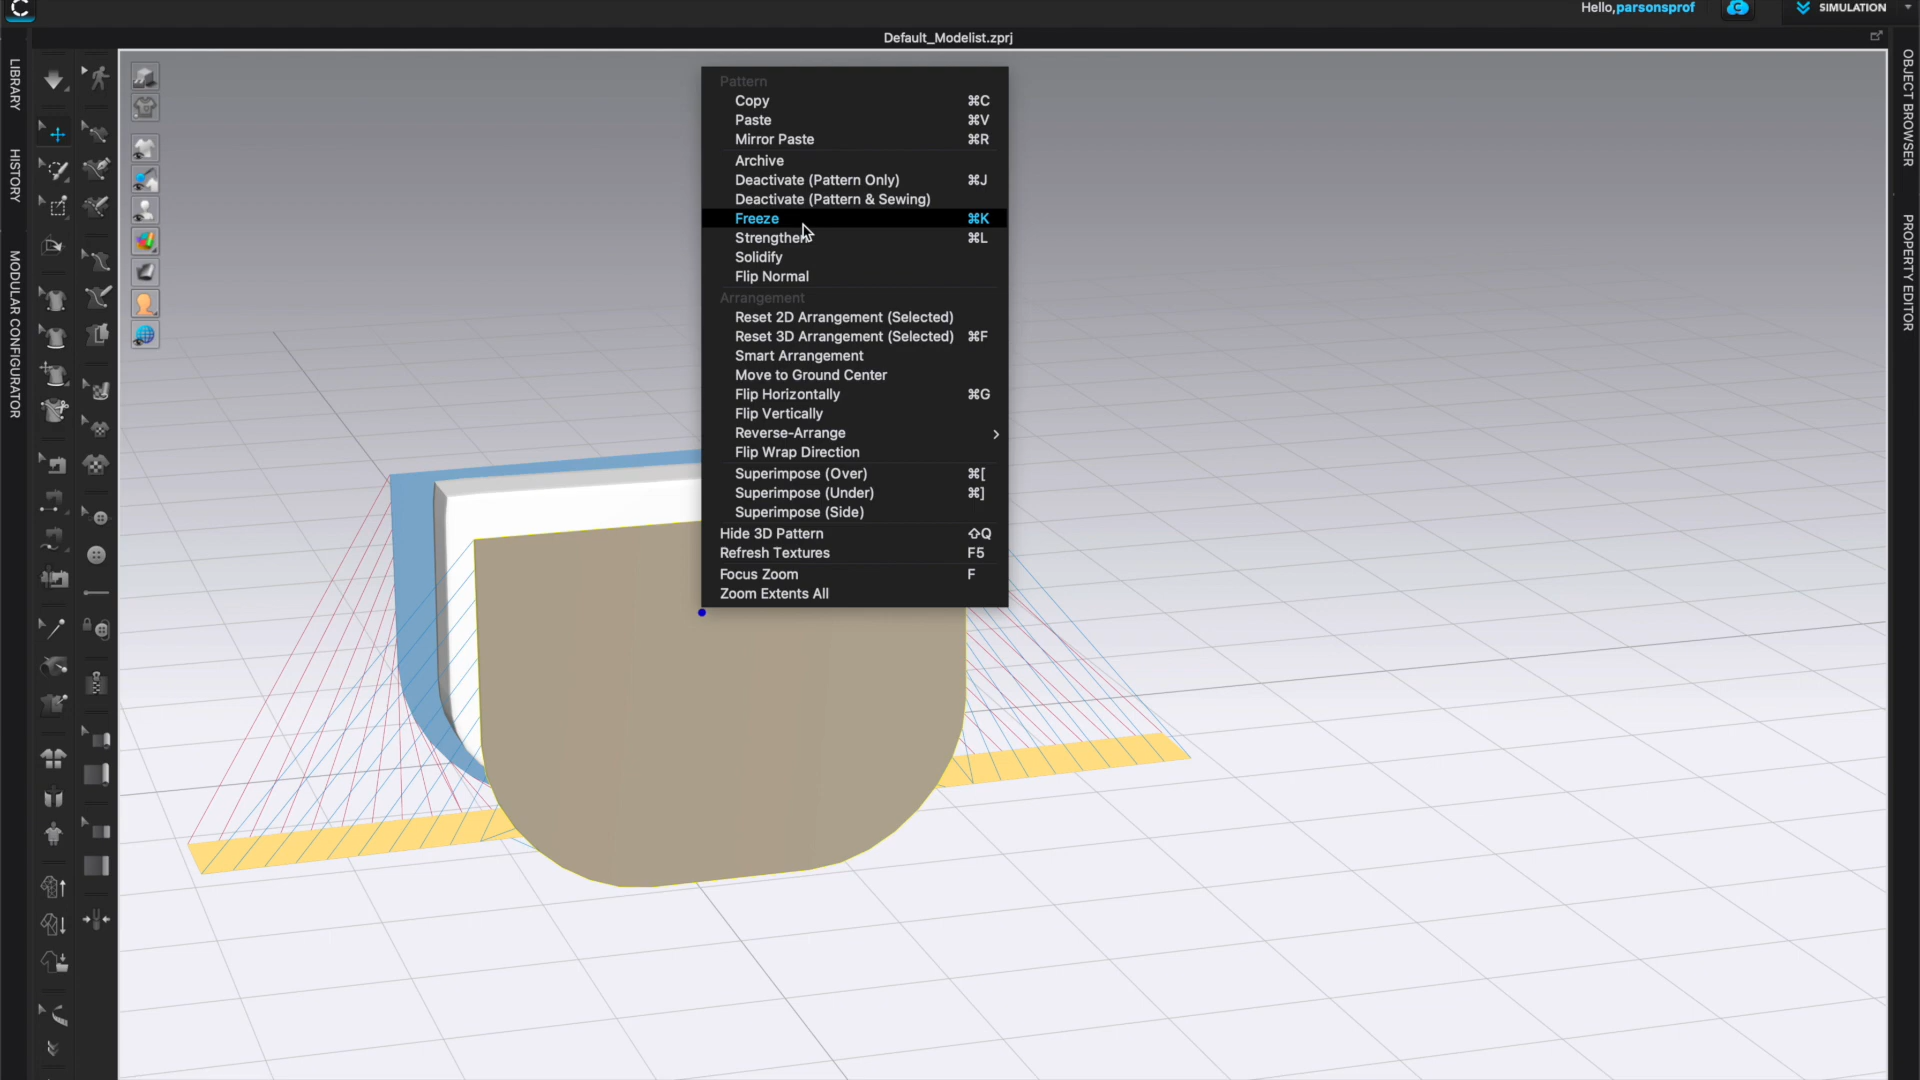 Hello,parsonsprof
SIMULATION
Default_Modelist.zprj
LIBRARY
HISTORY
MODULAR CONFIGURATOR
OBJECT BROWSER
PROPERTY EDITOR
Pattern
Copy ⌘C
Paste ⌘V
Mirror Paste ⌘R
Archive
Deactivate (Pattern Only) ⌘J
Deactivate (Pattern & Sewing)
Freeze ⌘K
Strengthen ⌘L
Solidify
Flip Normal
Arrangement
Reset 2D Arrangement (Selected)
Reset 3D Arrangement (Selected) ⌘F
Smart Arrangement
Move to Ground Center
Flip Horizontally ⌘G
Flip Vertically
Reverse-Arrange
Flip Wrap Direction
Superimpose (Over) ⌘[
Superimpose (Under) ⌘]
Superimpose (Side)
Hide 3D Pattern ⇧Q
Refresh Textures F5
Focus Zoom F
Zoom Extents All